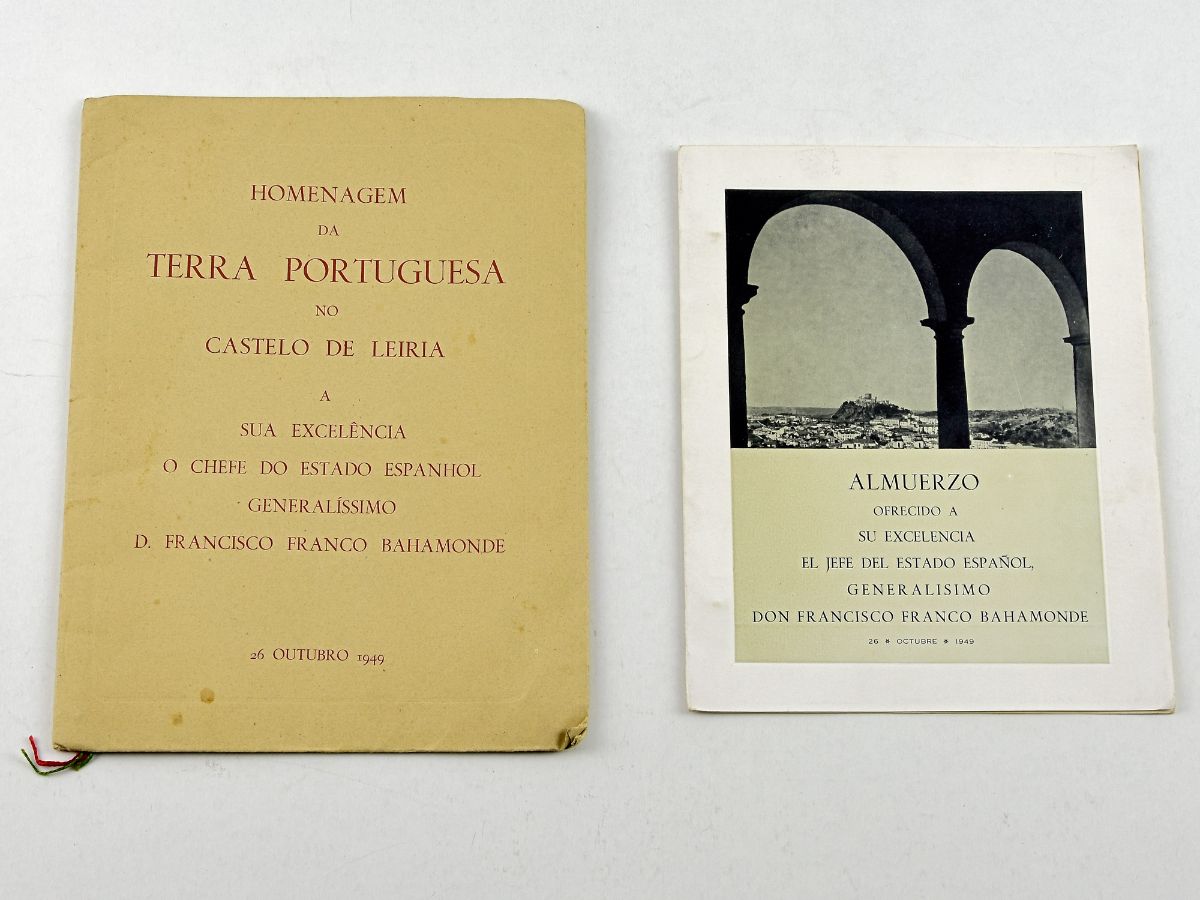 HOMENAGEM
DA
TERRA PORTUGUESA
NO
CASTELO DE LEIRIA
A
SUA EXCELÊNCIA
O CHEFE DO ESTADO ESPANHOL
GENERALÍSSIMO
D. FRANCISCO FRANCO BAHAMONDE
26 OUTUBRO 1949
ALMUERZO
OFRECIDO A
SU EXCELENCIA
EL JEFE DEL ESTADO ESPAÑOL,
GENERALISIMO
DON FRANCISCO FRANCO BAHAMONDE
26 * OCTUBRE * 1949